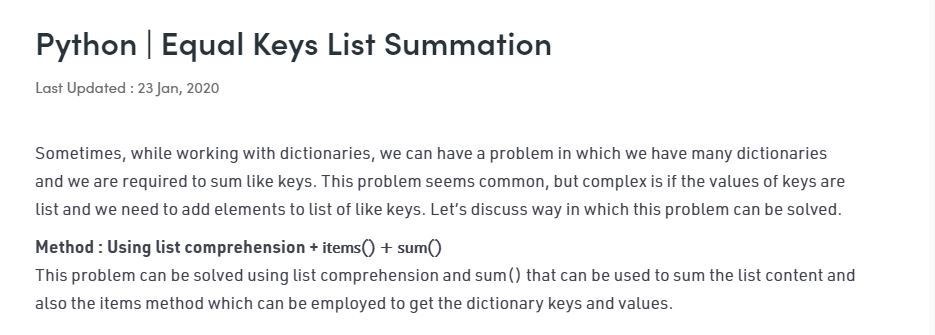 Python | Equal Keys List Summation
Last Updated : 23 Jan, 2020
Sometimes, while working with dictionaries, we can have a problem in which we have many dictionaries
and we are required to sum like keys. This problem seems common, but complex is if the values of keys are
list and we need to add elements to list of like keys. Let’s discuss way in which this problem can be solved.
Method : Using list comprehension + items() + sum()
This problem can be solved using list comprehension and sum() that can be used to sum the list content and
also the items method which can be employed to get the dictionary keys and values.